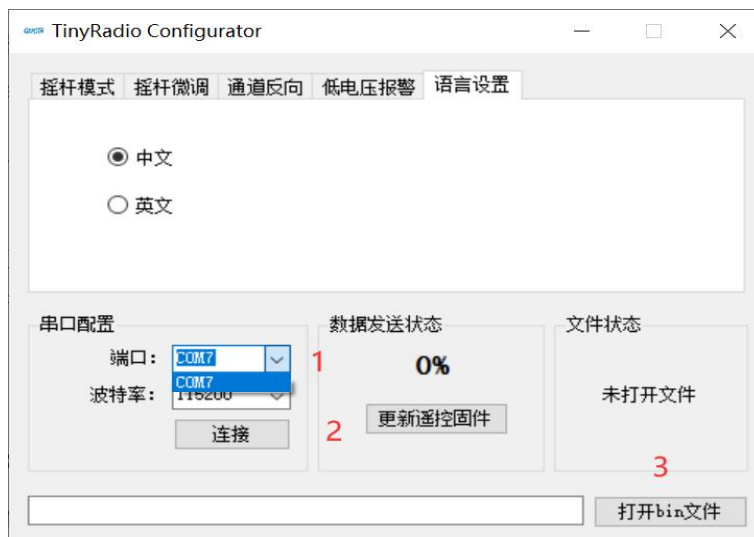 TinyRadio Configurator
摇杆模式 摇杆微调 通道反向 低电压报警 语言设置
中文
英文
串口配置 数据发送状态 文件状态
端口: COM7 1 0%
COM7
波特率: 115200 未打开文件
连接 2 更新遥控固件
3
打开bin文件